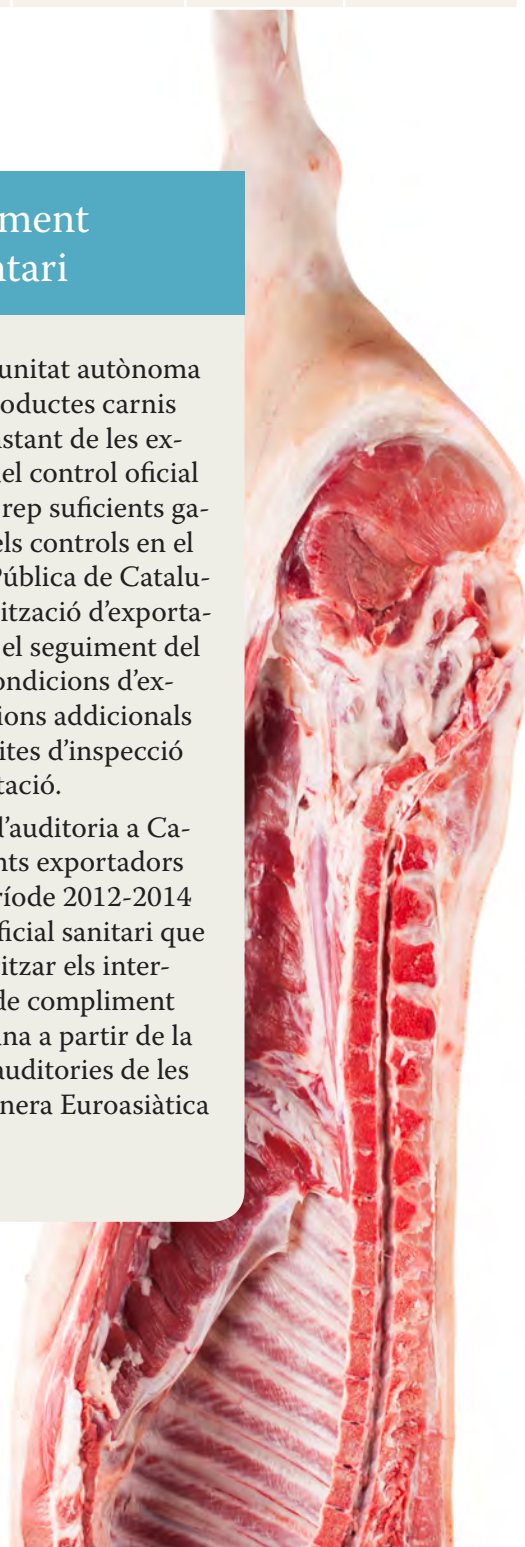 ment
ntari
unitat autònoma
oductes carnis
nstant de les ex-
el control oficial
rep suficients ga-
els controls en el
Pública de Catalu-
ització d'exporta-
el seguiment del
ondicions d'ex-
ions addicionals
ites d'inspecció
tació.
d'auditoria a Ca-
nts exportadors
ríode 2012-2014
ficial sanitari que
itzar els inter-
de compliment
na a partir de la
auditories de les
nera Euroasiàtica